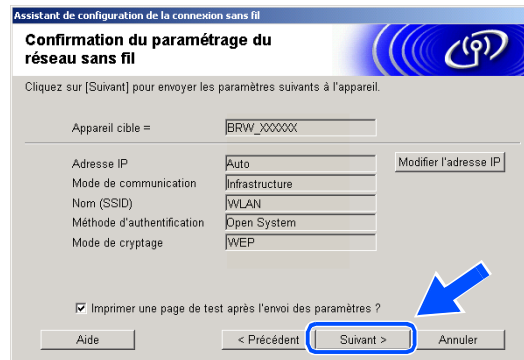 Assistant de configuration de la connexion sans fil
Confirmation du paramétrage du
réseau sans fil
Cliquez sur [Suivant] pour envoyer les paramètres suivants à l'appareil.
Appareil cible = BRW_XXXXXX
Adresse IP Auto Modifier l'adresse IP
Mode de communication Infrastructure
Nom (SSID) WLAN
Méthode d'authentification Open System
Mode de cryptage WEP
Imprimer une page de test après l'envoi des paramètres ?
Aide < Précédent Suivant > Annuler